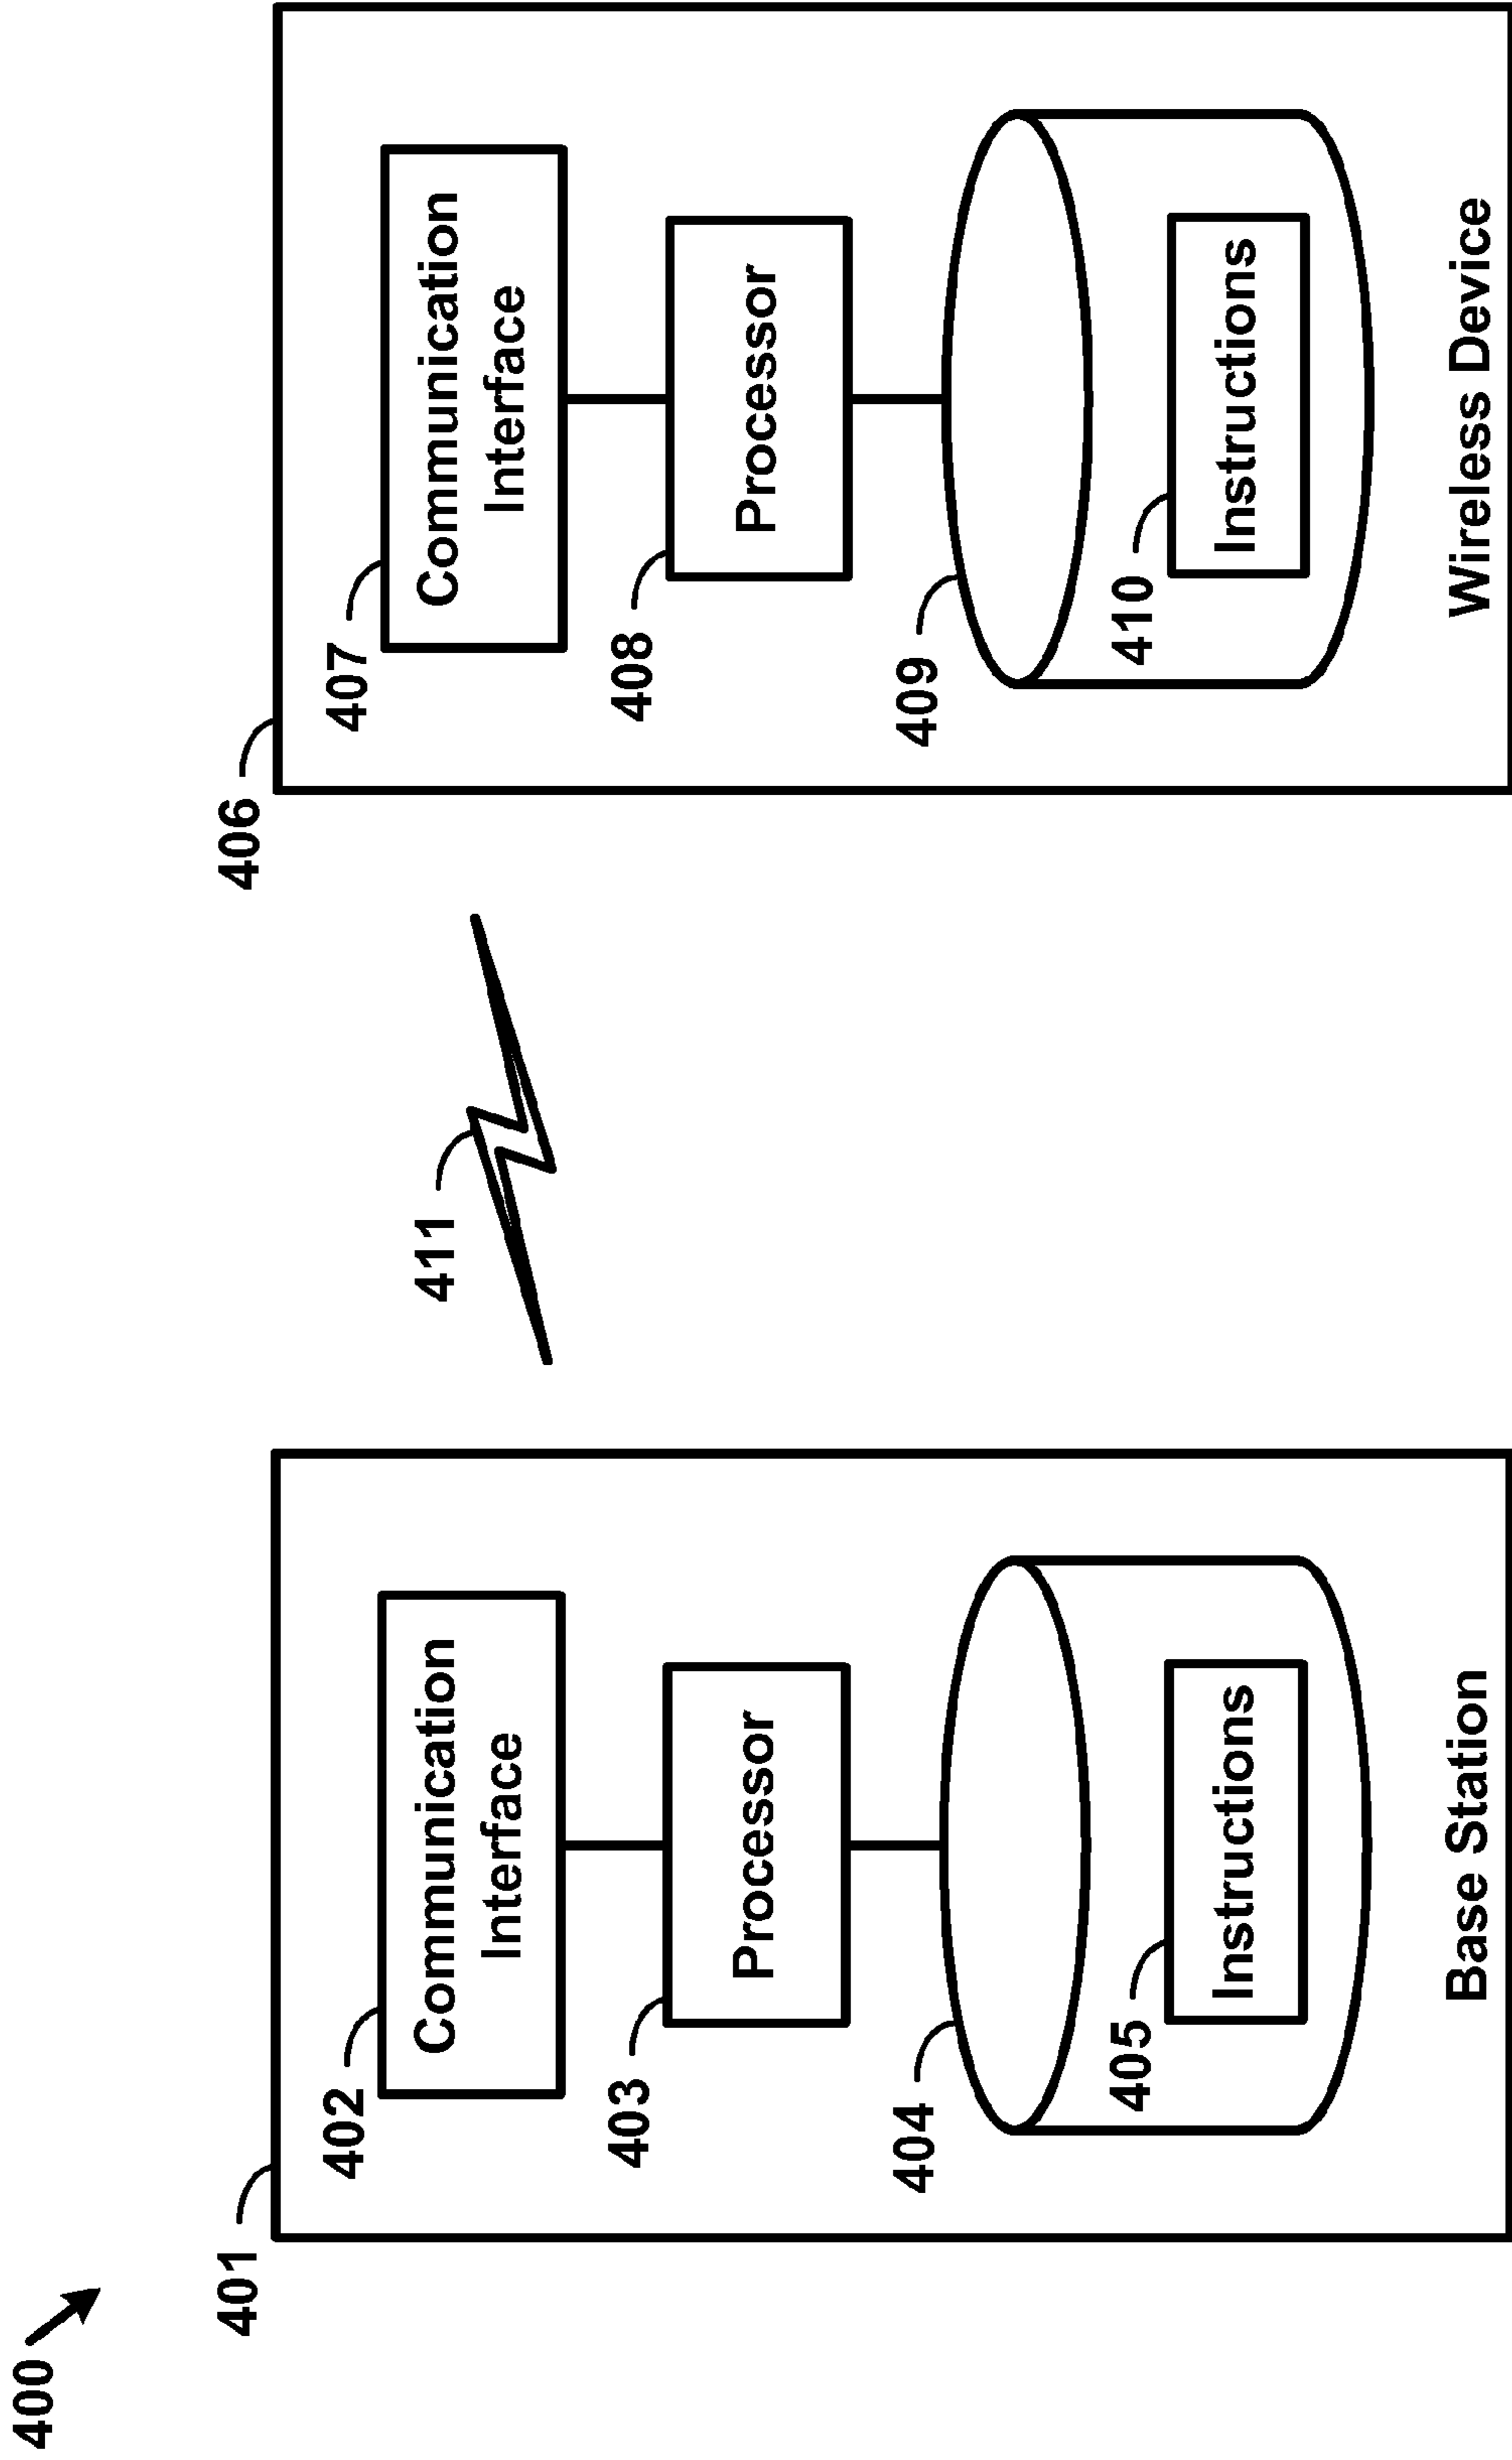 400
401
402
Communication
Interface
403
Processor
404
405
Instructions
Base Station
411
406
407
Communication
Interface
408
Processor
409
410
Instructions
Wireless Device